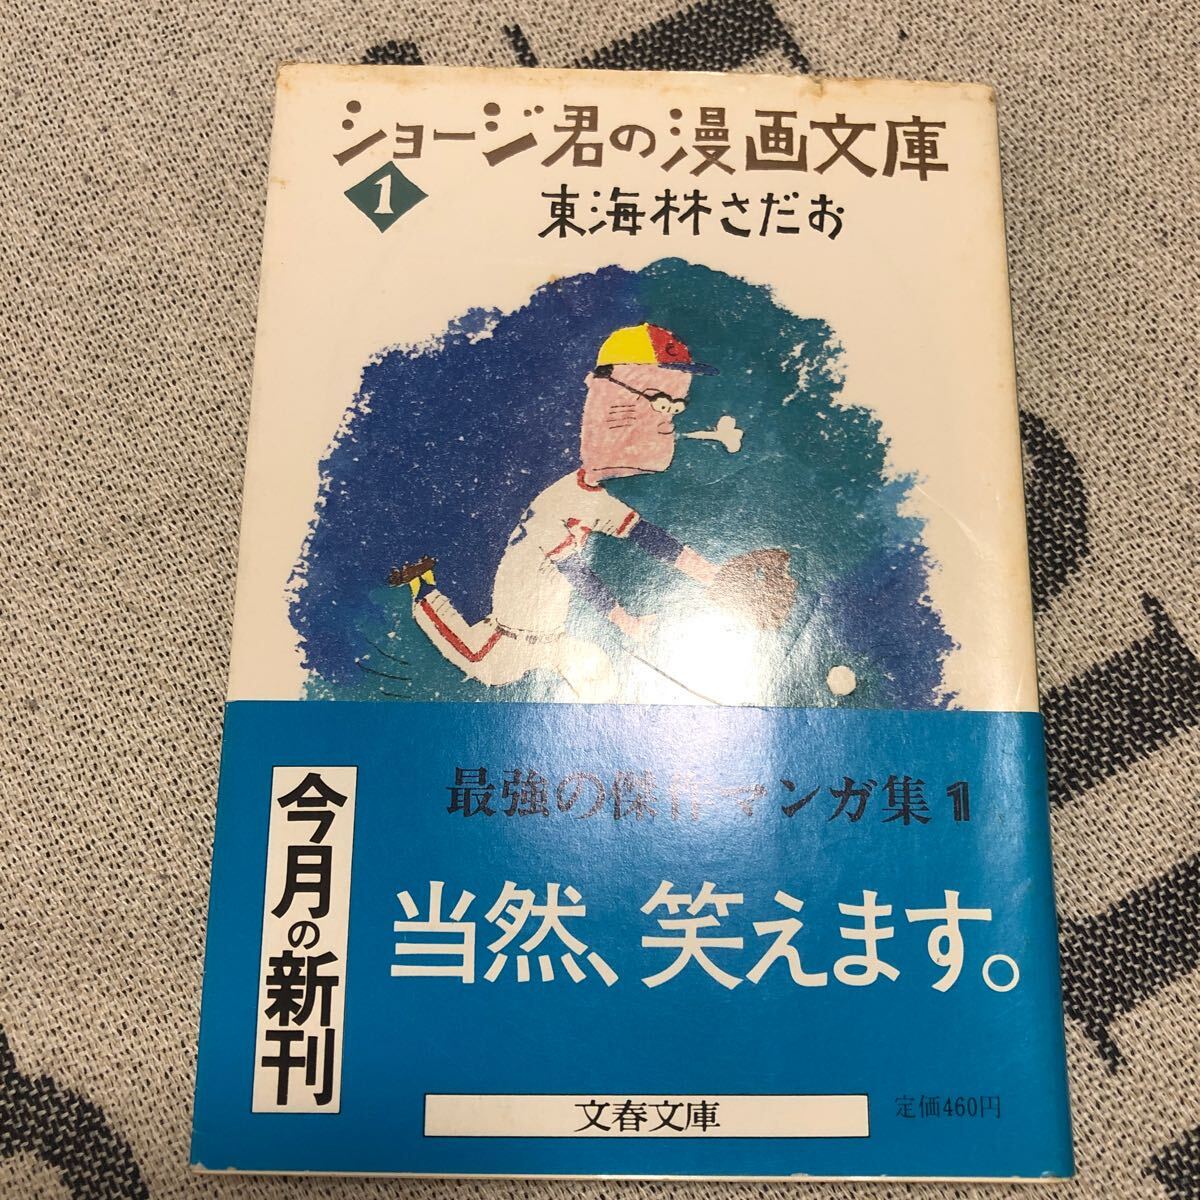 ショージ君の漫画文庫
1
東海林さだお
C
最強の傑作マンガ集1
当然、笑えます。
今月の新刊
文春文庫
定価460円